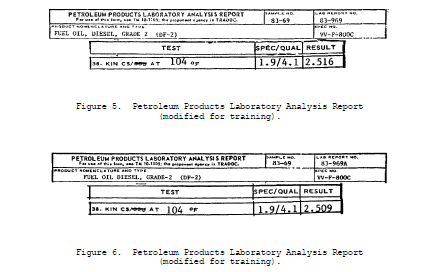 PETROLEUM PRODUCTS LABORATORY ANALYSIS REPORT
For use of this form, see TM 10-1105; the proponent agency is TRADOC.
SAMPLE NO.
83-69
LAB REPORT NO.
83-969
PRODUCT NOMENCLATURE AND TYPE
FUEL OIL, DIESEL, GRADE 2 (DF-2)
SPEC NO.
VV-F-800C
TEST SPEC/QUAL RESULT
38. KIN CS/ AT 104 °F 1.9/4.1 2.516
Figure 5. Petroleum Products Laboratory Analysis Report
(modified for training).
PETROLEUM PRODUCTS LABORATORY ANALYSIS REPORT
For use of this form, see TM 10-1105; the proponent agency is TRADOC.
SAMPLE NO.
83-69
LAB REPORT NO.
83-969A
PRODUCT NOMENCLATURE AND TYPE
FUEL OIL DIESEL, GRADE-2 (DF-2)
SPEC NO.
VV-F-800C
TEST SPEC/QUAL RESULT
38. KIN CS/ AT 104 °F 1.9/4.1 2.509
Figure 6. Petroleum Products Laboratory Analysis Report
(modified for training).